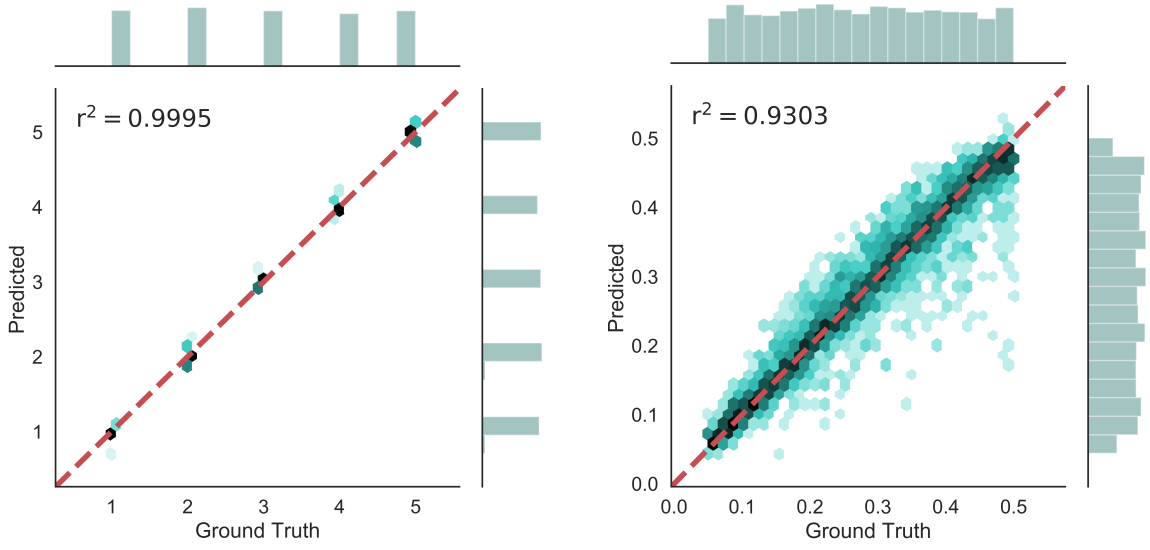 r² = 0.9995
5
4
3
2
1
Predicted
1 2 3 4 5
Ground Truth
r² = 0.9303
0.5
0.4
0.3
0.2
0.1
0.0
Predicted
0.0 0.1 0.2 0.3 0.4 0.5
Ground Truth